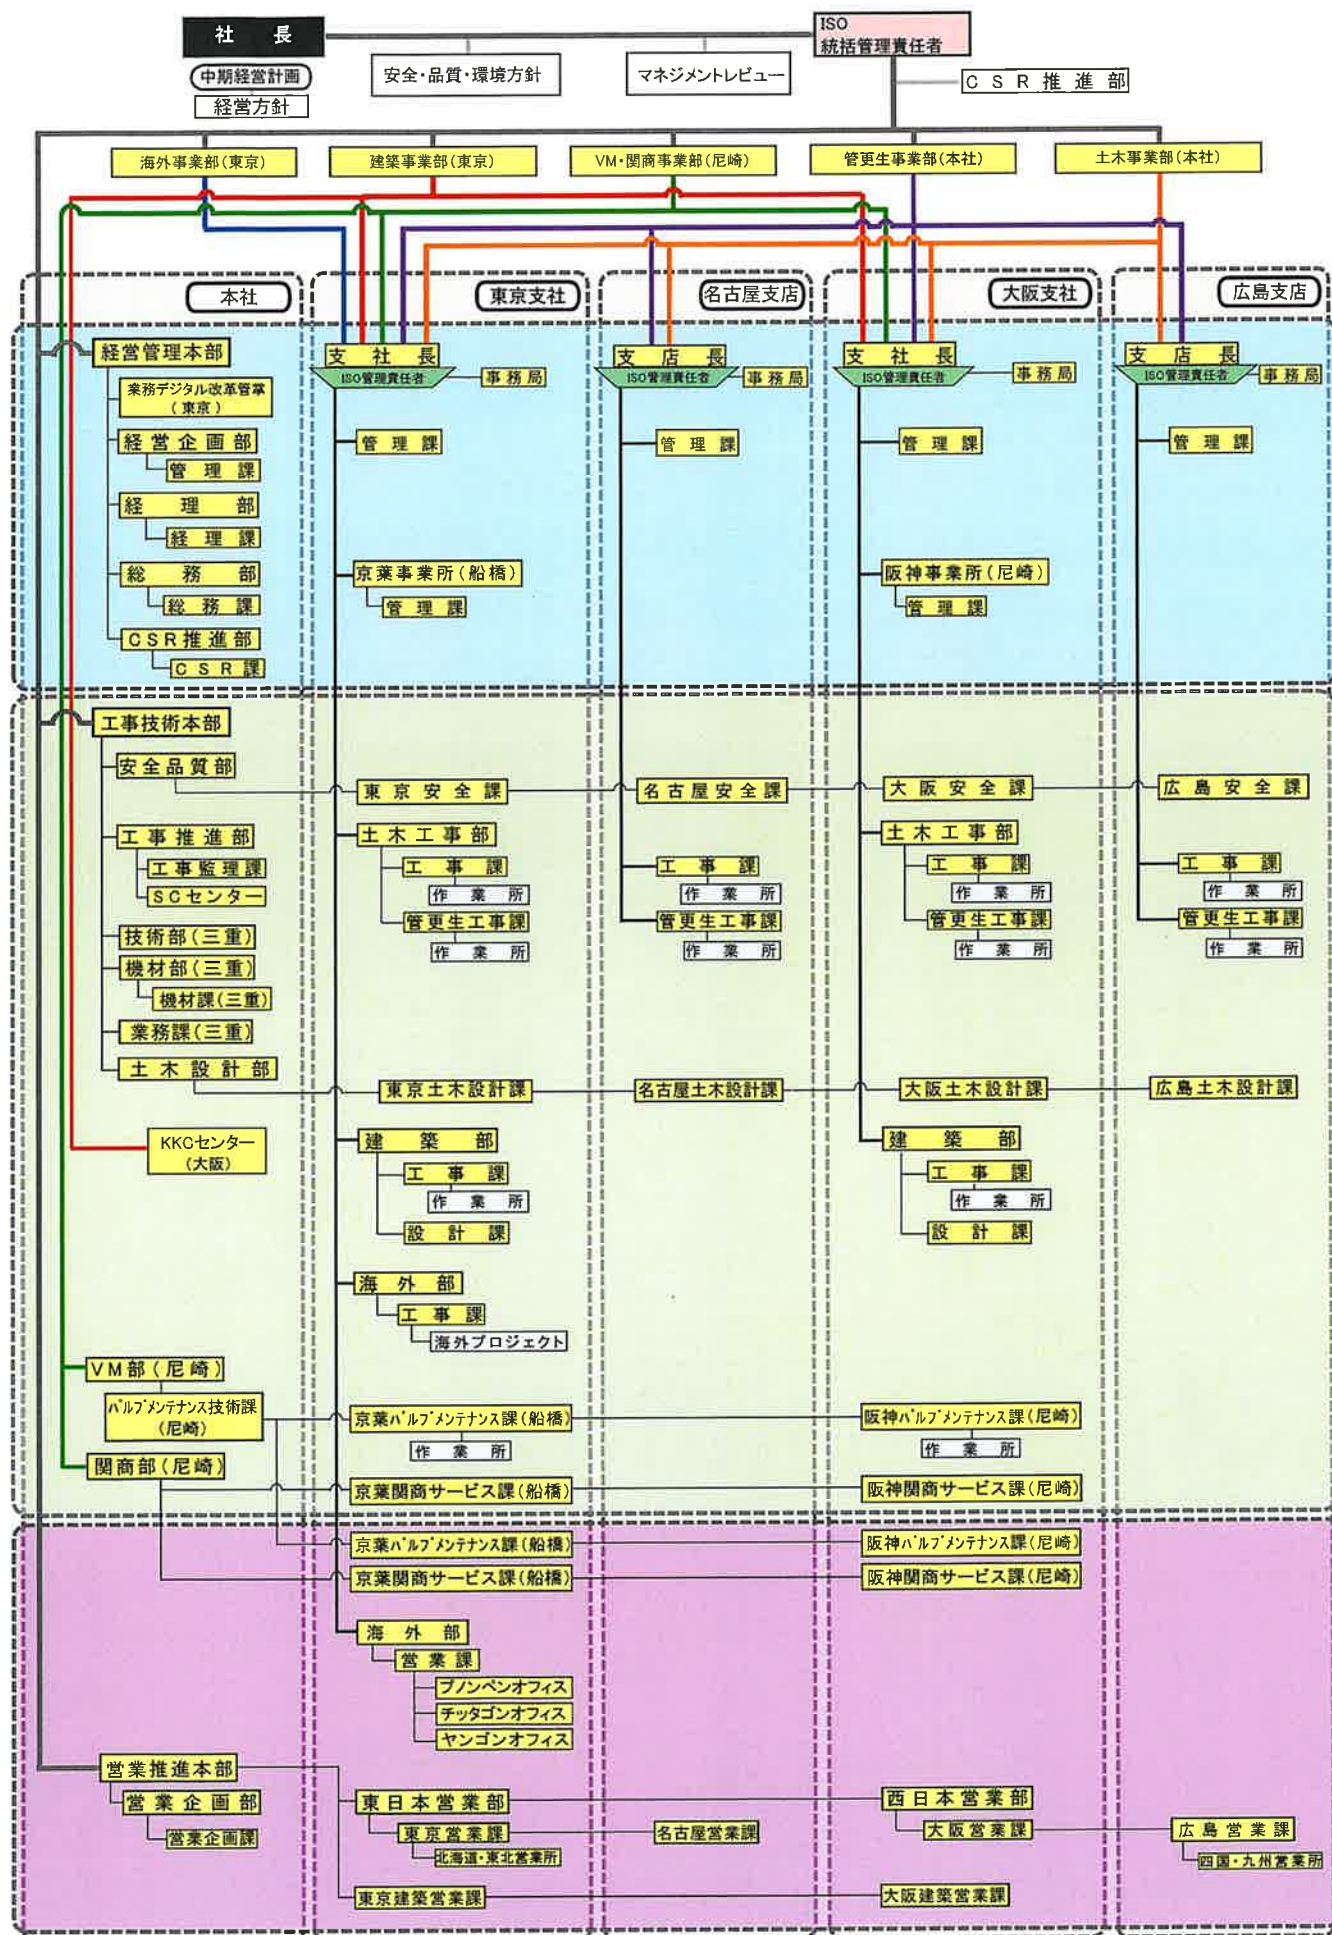 社 長
ISO
統括管理責任者
中期経営計画
経営方針
安全・品質・環境方針
マネジメントレビュー
CSR推進部
海外事業部(東京)
建築事業部(東京)
VM・関商事業部(尼崎)
管更生事業部(本社)
土木事業部(本社)
本社
東京支社
名古屋支店
大阪支社
広島支店
経営管理本部
業務デジタル改革管掌
(東京)
経営企画部
管理課
経理部
経理課
総務部
総務課
CSR推進部
CSR課
支社長
ISO管理責任者
事務局
管理課
京葉事業所(船橋)
管理課
支店長
ISO管理責任者
事務局
管理課
支社長
ISO管理責任者
事務局
管理課
阪神事業所(尼崎)
管理課
支店長
ISO管理責任者
事務局
管理課
工事技術本部
安全品質部
東京安全課
名古屋安全課
大阪安全課
広島安全課
工事推進部
工事監理課
SCセンター
技術部(三重)
機材部(三重)
機材課(三重)
業務課(三重)
土木設計部
土木工事部
工事課
作業所
管更生工事課
作業所
工事課
作業所
管更生工事課
作業所
土木工事部
工事課
作業所
管更生工事課
作業所
工事課
作業所
管更生工事課
作業所
東京土木設計課
名古屋土木設計課
大阪土木設計課
広島土木設計課
KKCセンター
(大阪)
建築部
工事課
作業所
設計課
建築部
工事課
作業所
設計課
海外部
工事課
海外プロジェクト
VM部(尼崎)
バルブメンテナンス技術課
(尼崎)
京葉バルブメンテナンス課(船橋)
作業所
阪神バルブメンテナンス課(尼崎)
作業所
関商部(尼崎)
京葉関商サービス課(船橋)
阪神関商サービス課(尼崎)
京葉バルブメンテナンス課(船橋)
阪神バルブメンテナンス課(尼崎)
京葉関商サービス課(船橋)
阪神関商サービス課(尼崎)
海外部
営業課
プノンペンオフィス
チッタゴンオフィス
ヤンゴンオフィス
営業推進本部
営業企画部
営業企画課
東日本営業部
東京営業課
北海道・東北営業所
名古屋営業課
西日本営業部
大阪営業課
広島営業課
四国・九州営業所
東京建築営業課
大阪建築営業課